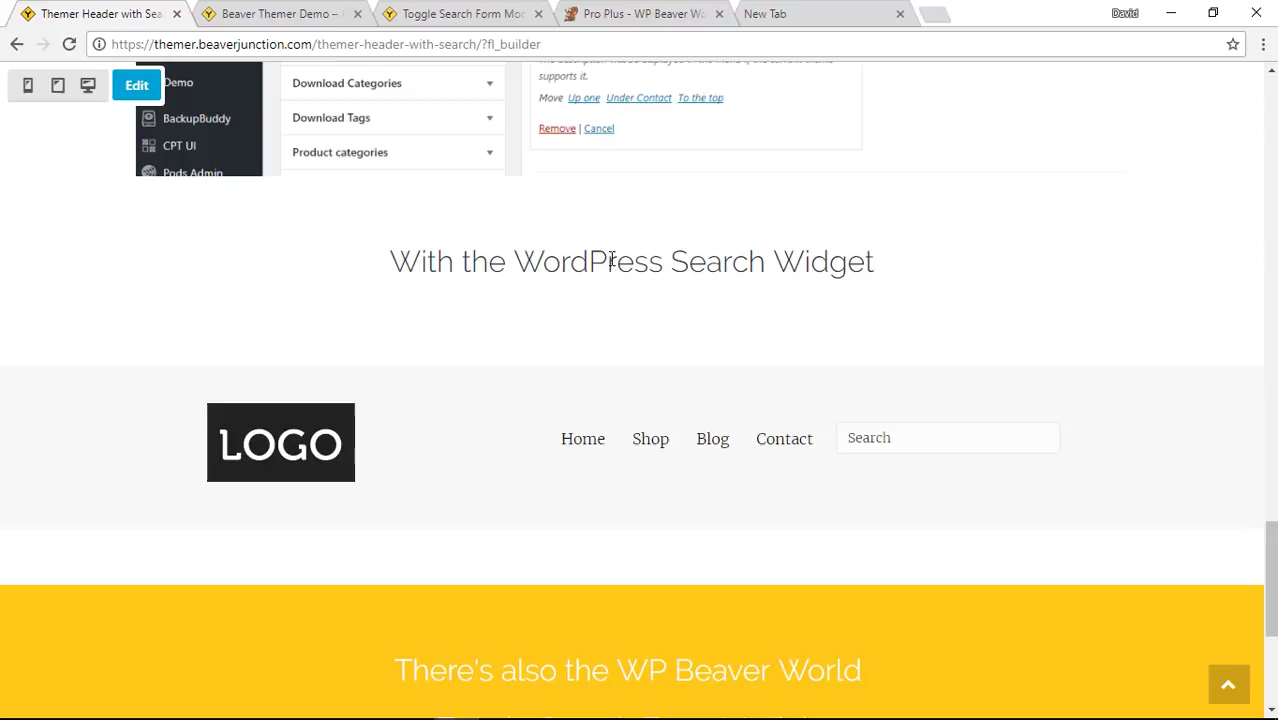 Themer Header with Sea
Beaver Themer Demo –
Toggle Search Form Mod
Pro Plus - WP Beaver Wo
New Tab
David
https://themer.beaverjunction.com/themer-header-with-search/?fl_builder
Edit
Demo
BackupBuddy
CPT UI
Pods Admin
Download Categories
Download Tags
Product categories
supports it.
Move Up one Under Contact To the top
Remove | Cancel
With the WordPress Search Widget
LOGO
Home
Shop
Blog
Contact
Search
There's also the WP Beaver World